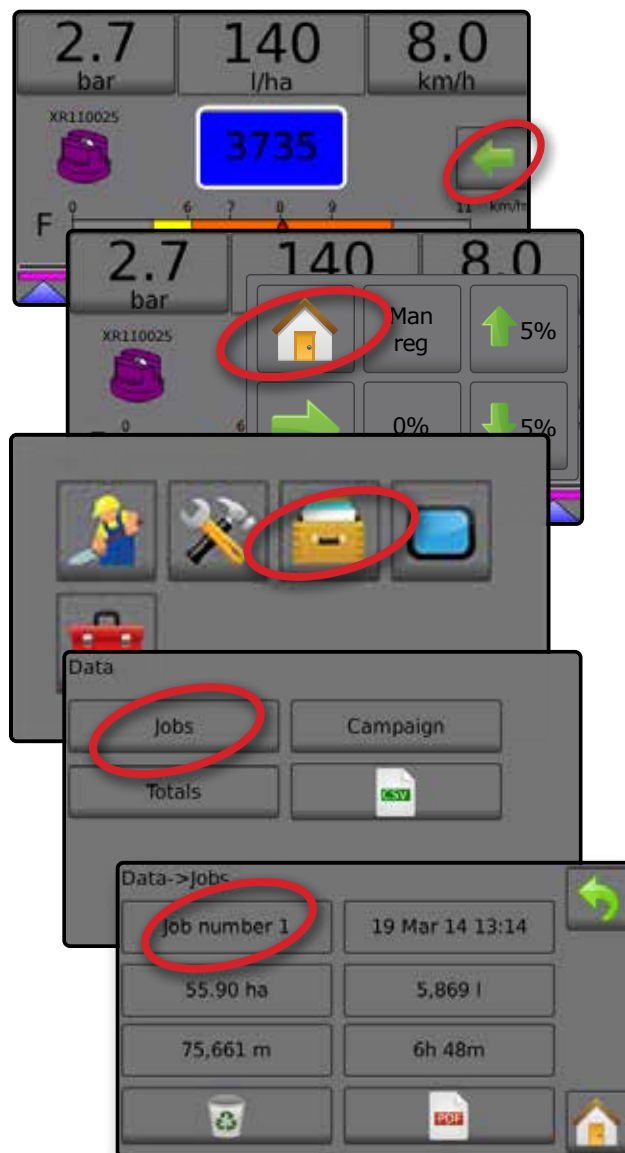 2.7 140 8.0
bar l/ha km/h
XR110025
3735
0 6 7 8 9 11 km/h
F
2.7 140 8.0
bar
XR110025
Man
reg
5%
0 6
0% 5%
Data
Jobs Campaign
Totals CSV
Data->Jobs
Job number 1 19 Mar 14 13:14
55.90 ha 5,869 l
75,661 m 6h 48m
PDF